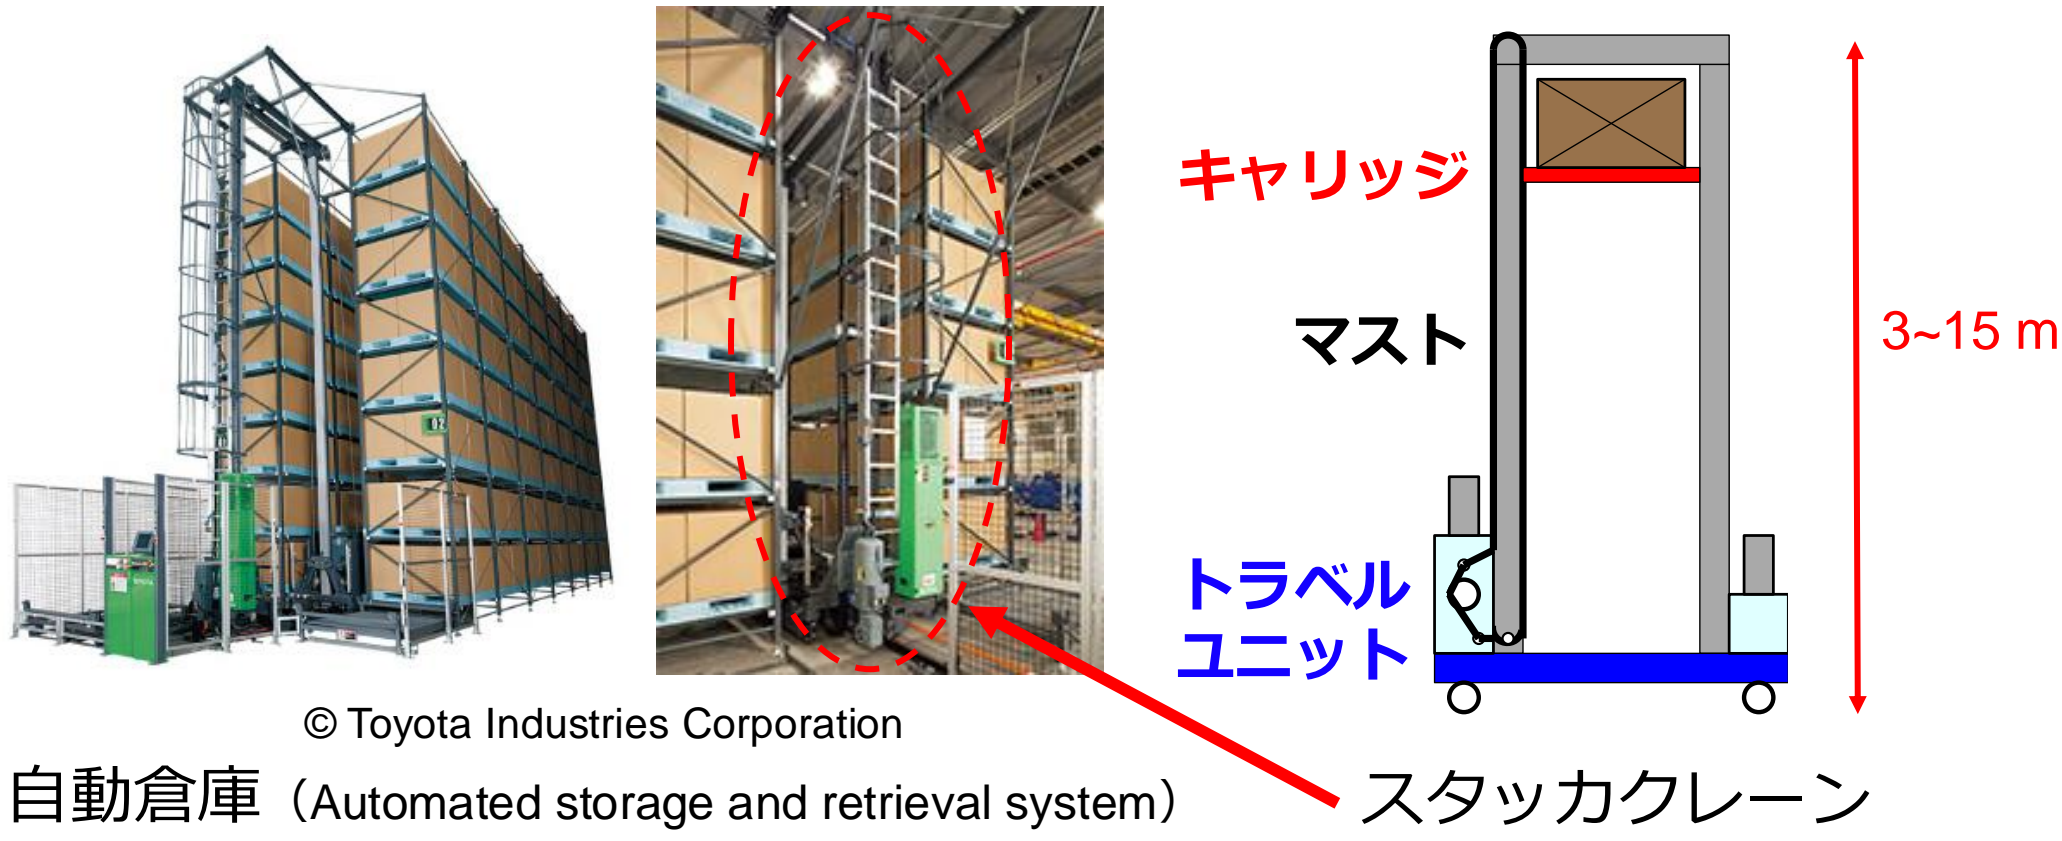 キャリッジ
マスト
3~15 m
トラベル
ユニット
02
© Toyota Industries Corporation
自動倉庫（Automated storage and retrieval system）
スタッカクレーン